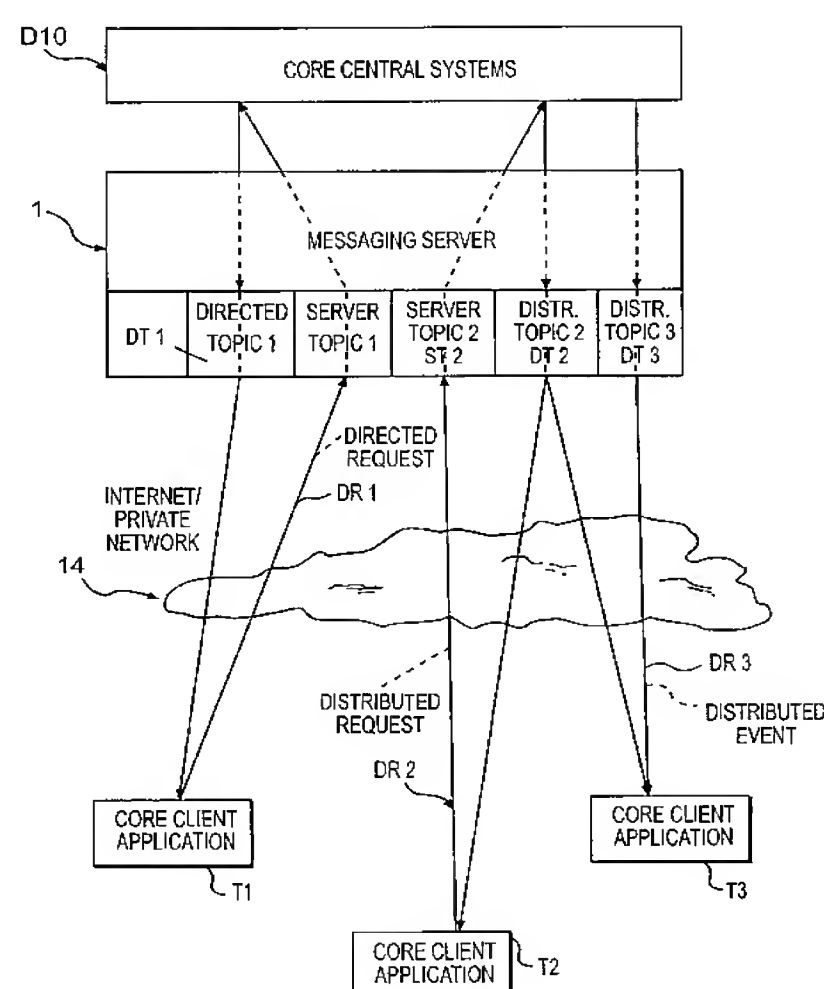 D10
CORE CENTRAL SYSTEMS
1
MESSAGING SERVER
DT 1
DIRECTED
TOPIC 1
SERVER
TOPIC 1
SERVER
TOPIC 2
ST 2
DISTR.
TOPIC 2
DT 2
DISTR.
TOPIC 3
DT 3
DIRECTED
REQUEST
DR 1
INTERNET/
PRIVATE
NETWORK
14
DISTRIBUTED
REQUEST
DR 2
DR 3
DISTRIBUTED
EVENT
CORE CLIENT
APPLICATION
T1
CORE CLIENT
APPLICATION
T3
CORE CLIENT
APPLICATION
T2